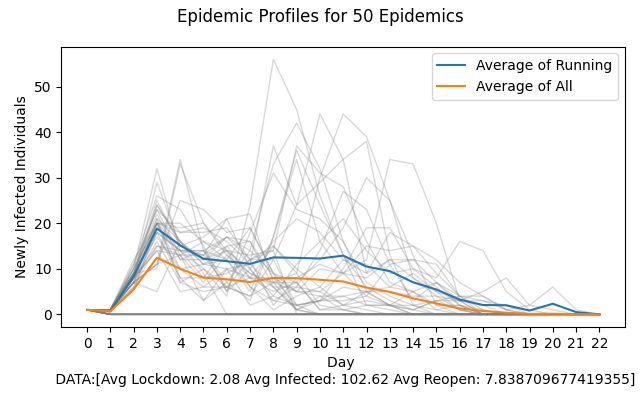 Epidemic Profiles for 50 Epidemics
Average of Running
Average of All
Newly Infected Individuals
50
40
30
20
10
0
0 1 2 3 4 5 6 7 8 9 10 11 12 13 14 15 16 17 18 19 20 21 22
Day
DATA:[Avg Lockdown: 2.08 Avg Infected: 102.62 Avg Reopen: 7.838709677419355]